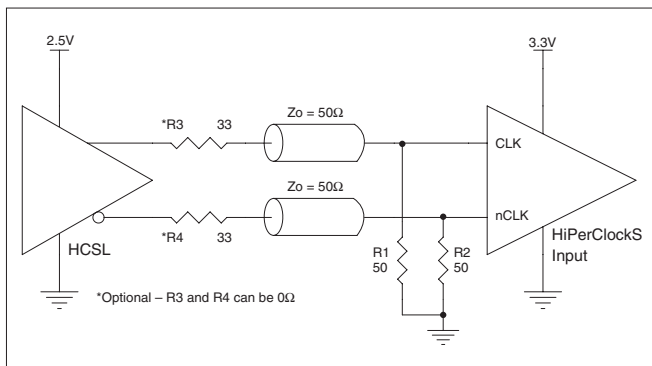 2.5V
3.3V
*R3 33
Zo = 50Ω
CLK
Zo = 50Ω
nCLK
*R4 33
HCSL
R1
50
R2
50
HiPerClockS
Input
*Optional – R3 and R4 can be 0Ω